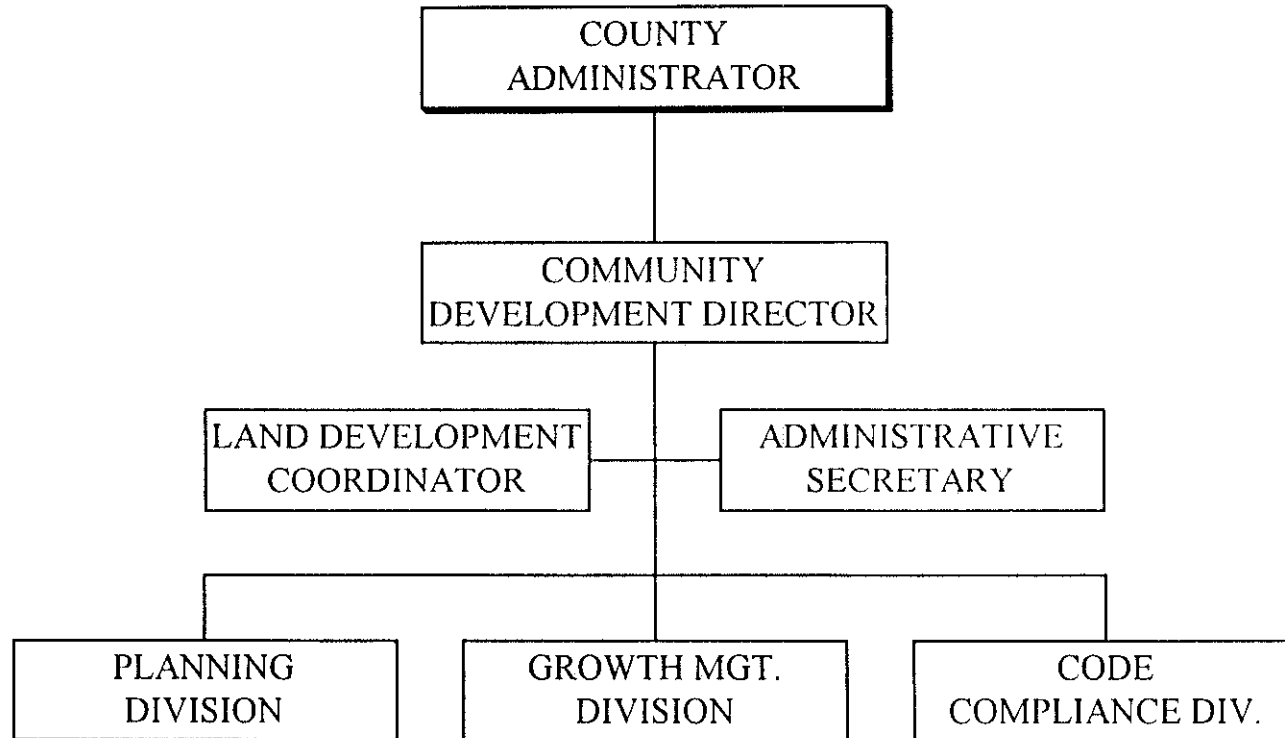 COUNTY
ADMINISTRATOR
COMMUNITY
DEVELOPMENT DIRECTOR
LAND DEVELOPMENT
COORDINATOR
ADMINISTRATIVE
SECRETARY
PLANNING
DIVISION
GROWTH MGT.
DIVISION
CODE
COMPLIANCE DIV.